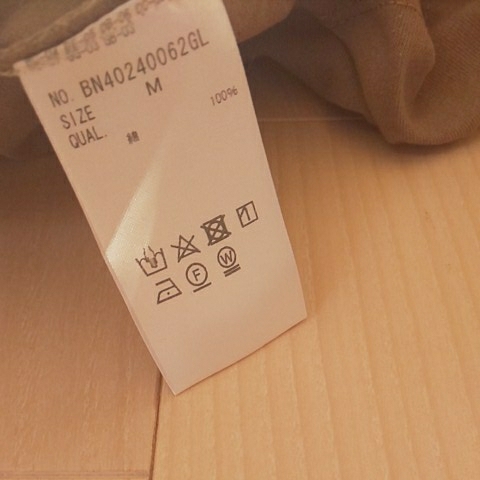 NO. BN40240062GL
SIZE M
QUAL. 綿 100%
F W